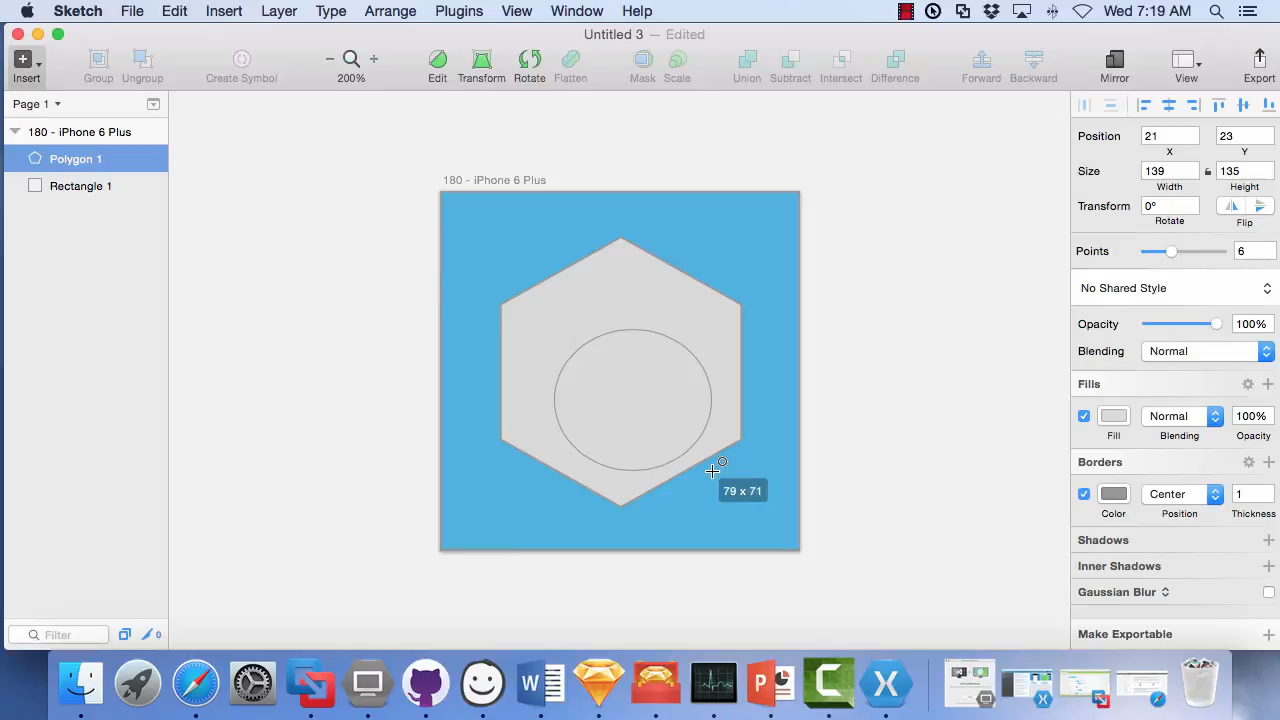 Sketch File Edit Insert Layer Type Arrange Plugins View Window Help Wed 7:19 AM
Untitled 3 — Edited
Insert Group Ungroup Create Symbol 200% Edit Transform Rotate Flatten Mask Scale Union Subtract Intersect Difference Forward Backward Mirror View Export
Page 1
180 - iPhone 6 Plus
Polygon 1
Rectangle 1
Filter 0
180 - iPhone 6 Plus
79 x 71
Position 21 23
X Y
Size 139 135
Width Height
Transform 0º
Rotate Flip
Points 6
No Shared Style
Opacity 100%
Blending Normal
Fills
Normal 100%
Fill Blending Opacity
Borders
Center 1
Color Position Thickness
Shadows
Inner Shadows
Gaussian Blur
Make Exportable